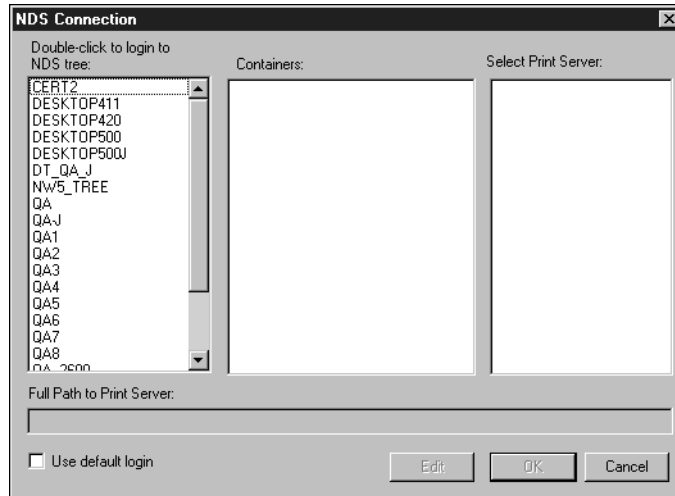 NDS Connection
Double-click to login to
NDS tree:
Containers:
Select Print Server:
CERT2
DESKTOP411
DESKTOP420
DESKTOP500
DESKTOP500J
DT_QA_J
NW5_TREE
QA
QA-J
QA1
QA2
QA3
QA4
QA5
QA6
QA7
QA8
QA_2600
Full Path to Print Server:
Use default login
Edit
OK
Cancel